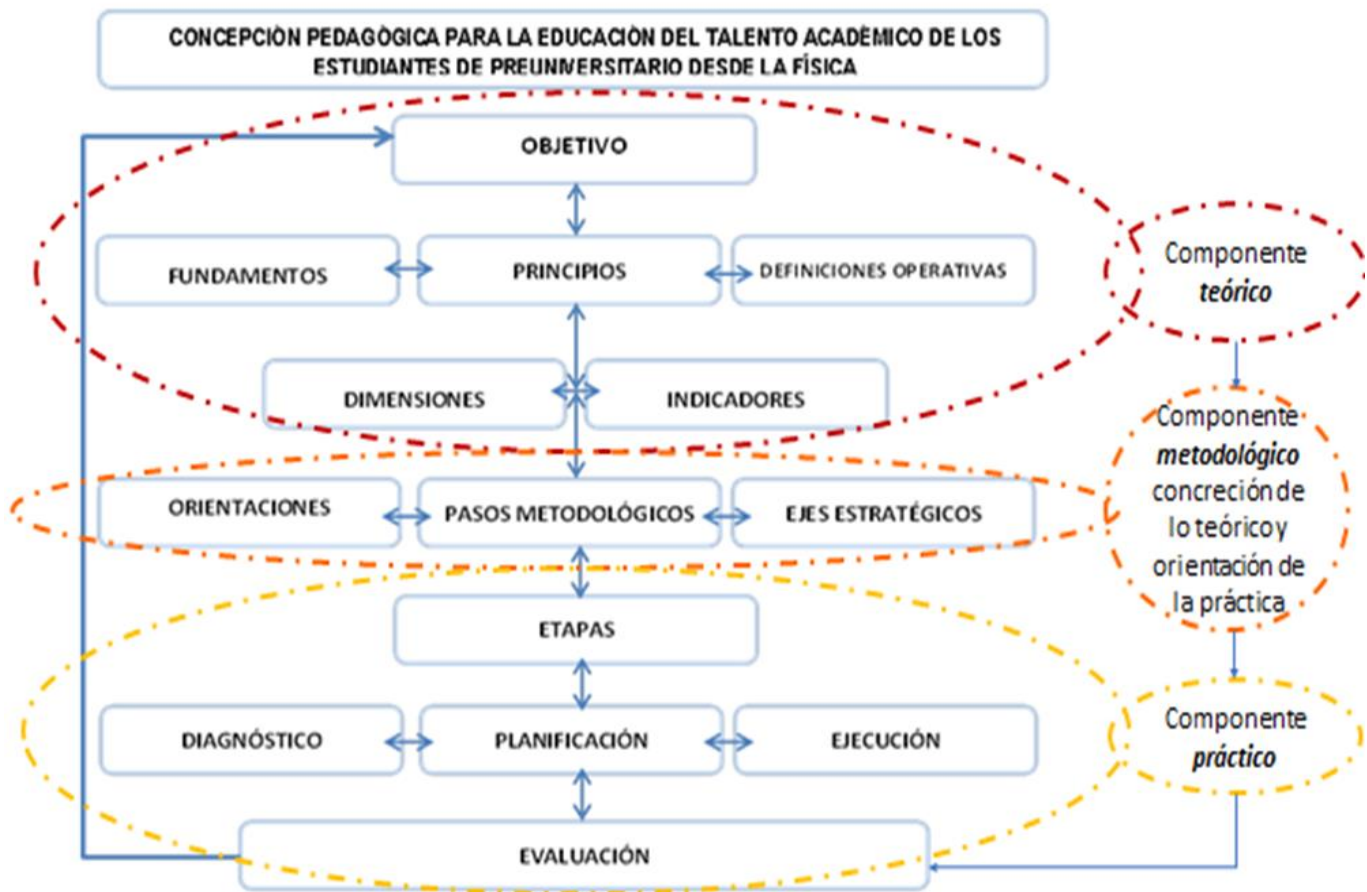 CONCEPCIÒN PEDAGÒGICA PARA LA EDUCACIÒN DEL TALENTO ACADÈMICO DE LOS
ESTUDIANTES DE PREUNIVERSITARIO DESDE LA FÍSICA
OBJETIVO
FUNDAMENTOS
PRINCIPIOS
DEFINICIONES OPERATIVAS
Componente
teórico
DIMENSIONES
INDICADORES
Componente
metodológico
concreción de
lo teórico y
orientación de
la práctica
ORIENTACIONES
PASOS METODOLÓGICOS
EJES ESTRATÉGICOS
ETAPAS
DIAGNÓSTICO
PLANIFICACIÓN
EJECUCIÓN
Componente
práctico
EVALUACIÓN